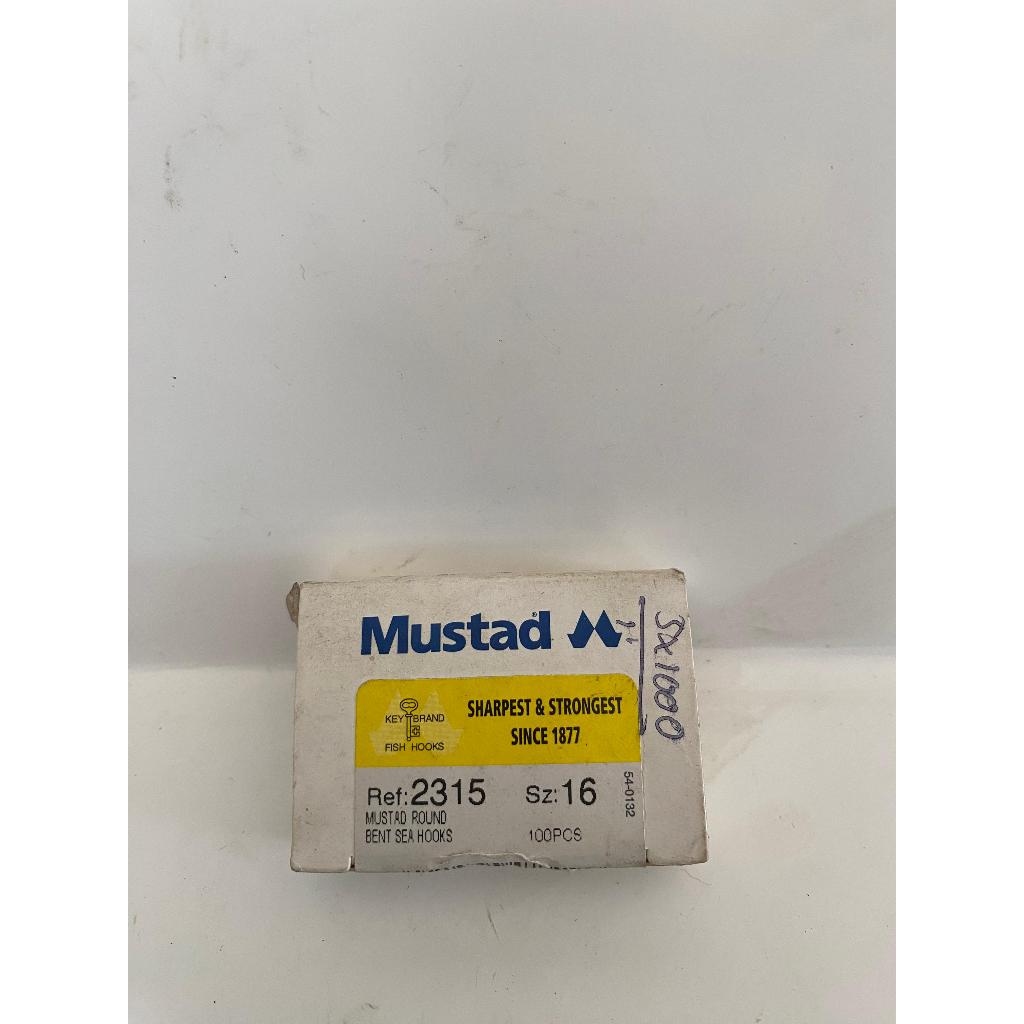 Mustad®
KEY BRAND
FISH HOOKS
SHARPEST & STRONGEST
SINCE 1877
Ref: 2315
Sz: 16
MUSTAD ROUND
BENT SEA HOOKS
100PCS
54-0132